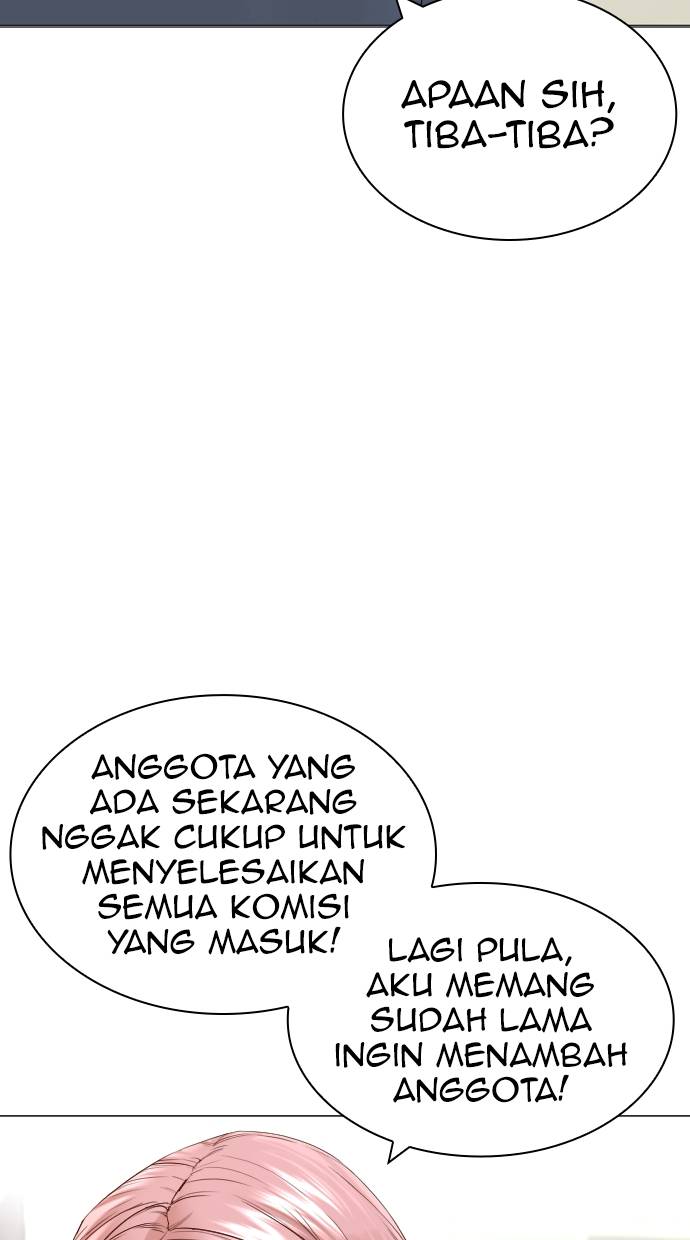 APAAN SIH,
TIBA-TIBA?
ANGGOTA YANG
ADA SEKARANG
NGGAK CUKUP UNTUK
MENYELESAIKAN
SEMUA KOMISI
YANG MASUK!
LAGI PULA,
AKU MEMANG
SUDAH LAMA
INGIN MENAMBAH
ANGGOTA!